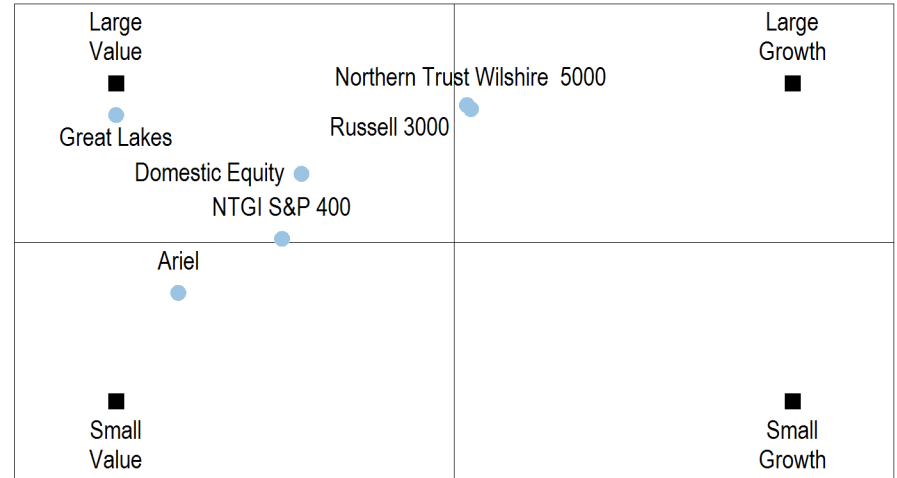 Large
Value
Large
Growth
Northern Trust Wilshire 5000
Russell 3000
Great Lakes
Domestic Equity
NTGI S&P 400
Ariel
Small
Value
Small
Growth